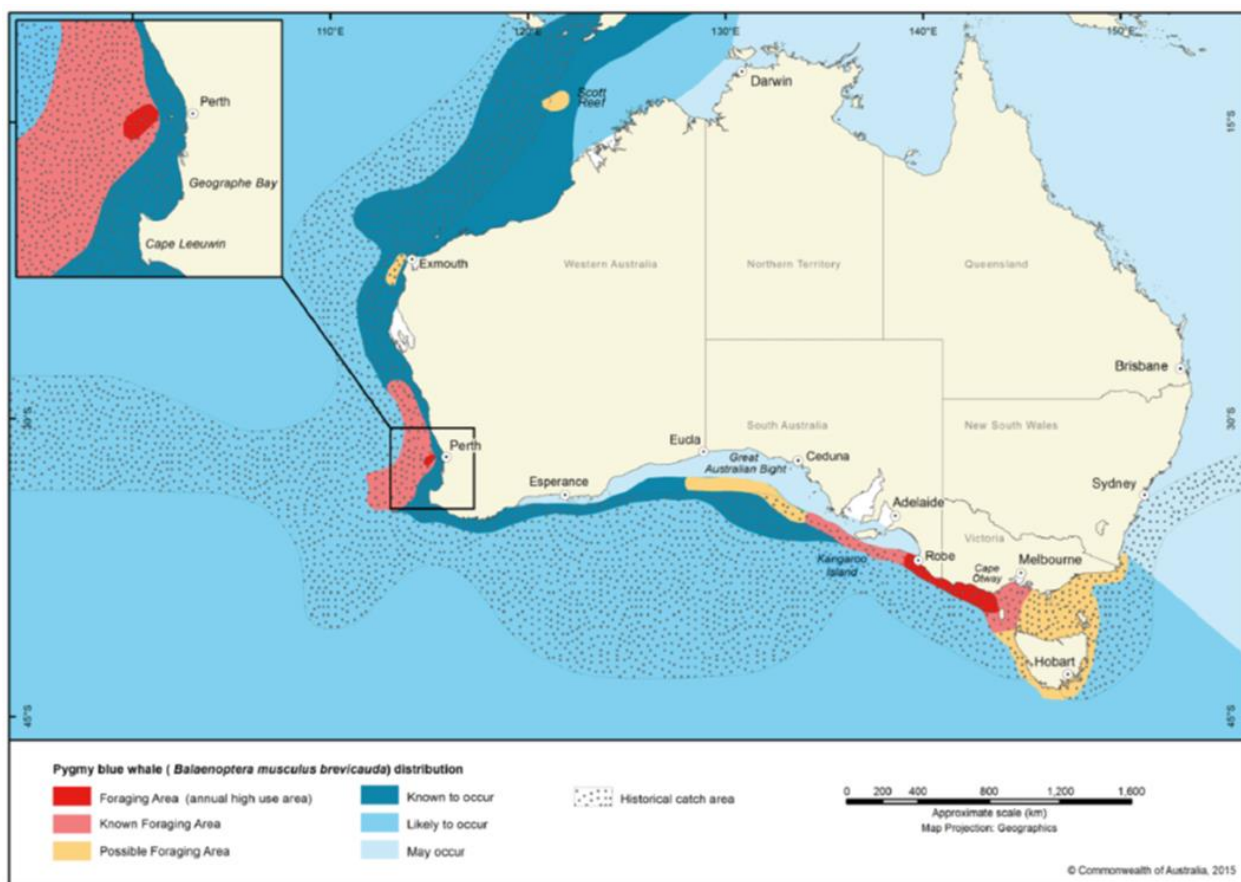 110°E
120°E
130°E
140°E
150°E
Perth
Geographe Bay
Cape Leeuwin
Scott
Reef
Darwin
15°S
15°S
Exmouth
Western Australia
Northern Territory
Queensland
Brisbane
30°S
30°S
Perth
Eucla
South Australia
New South Wales
Great
Australian Bight
Ceduna
Esperance
Sydney
Adelaide
Victoria
Kangaroo
Island
Robe
Cape
Otway
Melbourne
Hobart
45°S
45°S
Pygmy blue whale ( Balaenoptera musculus brevicauda) distribution
Foraging Area (annual high use area)
Known Foraging Area
Possible Foraging Area
Known to occur
Likely to occur
May occur
Historical catch area
0 200 400 800 1,200 1,600
Approximate scale (km)
Map Projection: Geographics
© Commonwealth of Australia, 2015